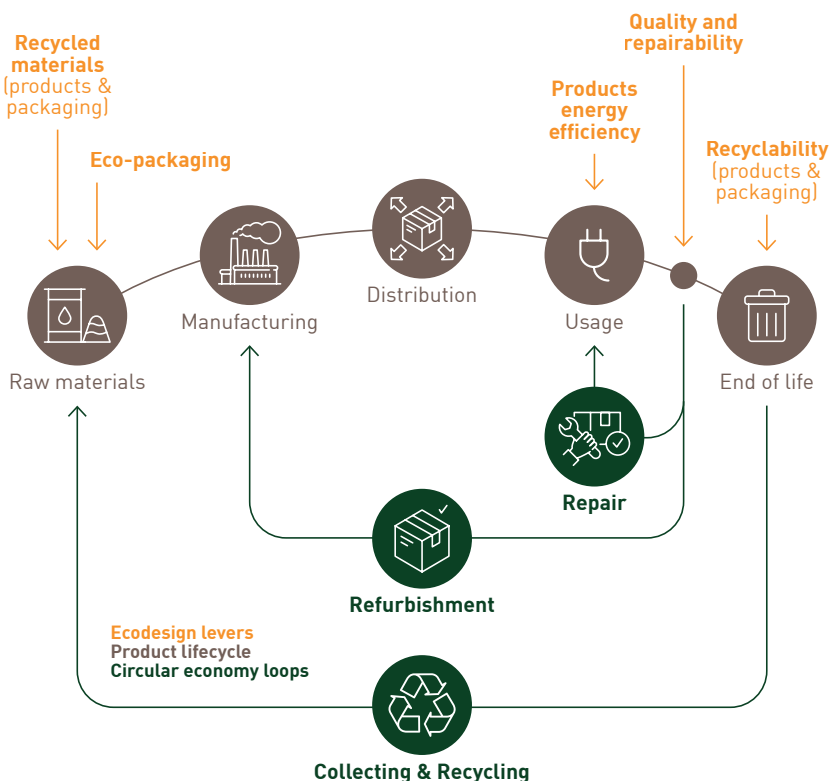 Quality and
repairability
Recycled
materials
(products &
packaging)
Products
energy
efficiency
Eco-packaging
Recyclability
(products &
packaging)
Distribution
Manufacturing
Usage
Raw materials
End of life
Repair
Refurbishment
Ecodesign levers
Product lifecycle
Circular economy loops
Collecting & Recycling